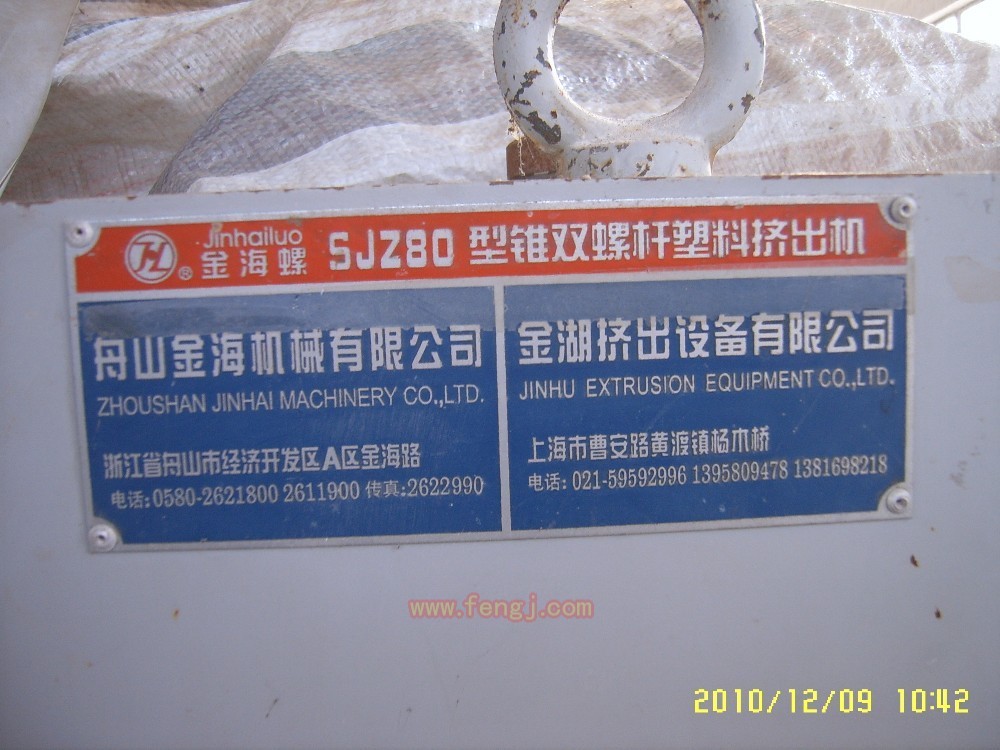 Jinhailuo
金海螺 ® SJZ80 型锥双螺杆塑料挤出机
舟山金海机械有限公司
ZHOUSHAN JINHAI MACHINERY CO.,LTD.
浙江省舟山市经济开发区A区金海路
电话:0580-2621800 2611900 传真:2622990
金湖挤出设备有限公司
JINHU EXTRUSION EQUIPMENT CO.,LTD.
上海市曹安路黄渡镇杨木桥
电话:021-59592996 1395809478 1381698218
www.fengj.com
2010/12/09 10:42